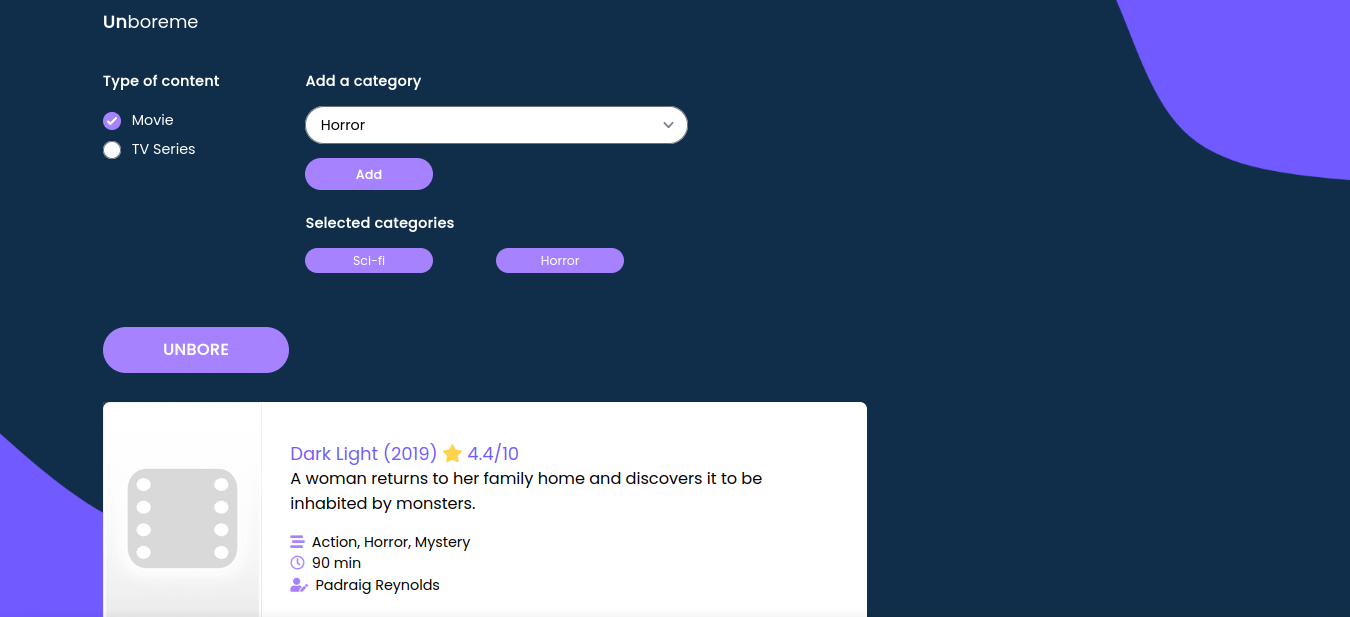 Unboreme
Type of content
Movie
TV Series
Add a category
Horror
Add
Selected categories
Sci-fi
Horror
UNBORE
Dark Light (2019) ⭐ 4.4/10
A woman returns to her family home and discovers it to be
inhabited by monsters.
Action, Horror, Mystery
90 min
Padraig Reynolds